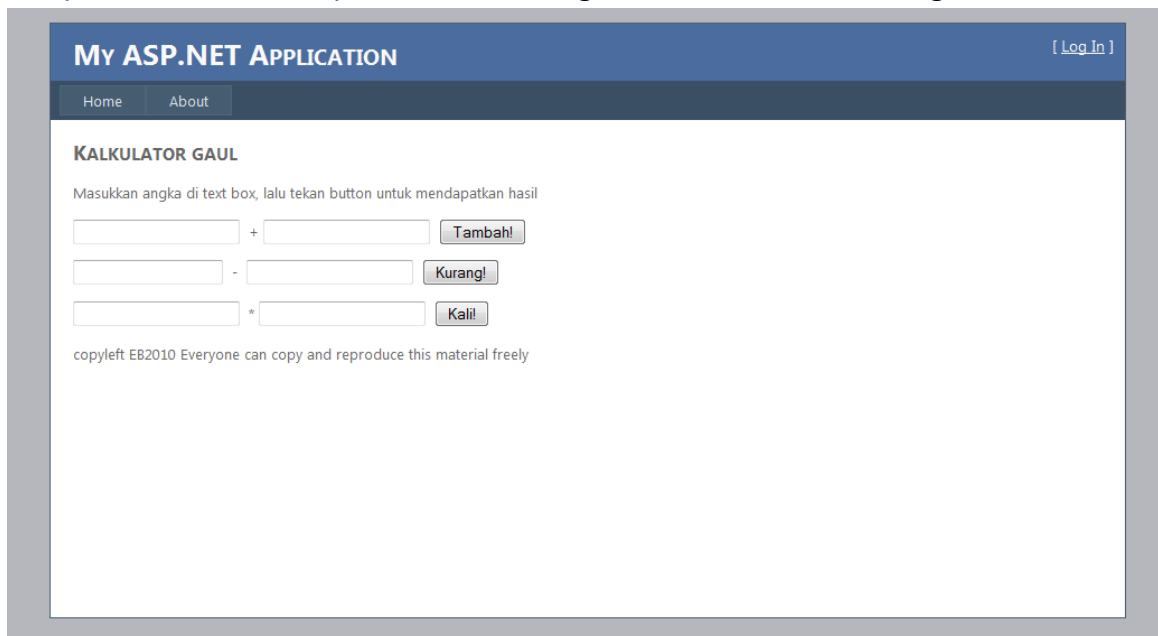 My ASP.NET Application
[ Log In ]
Home About
Kalkulator gaul
Masukkan angka di text box, lalu tekan button untuk mendapatkan hasil
+ Tambah!
- Kurang!
* Kali!
copyleft EB2010 Everyone can copy and reproduce this material freely